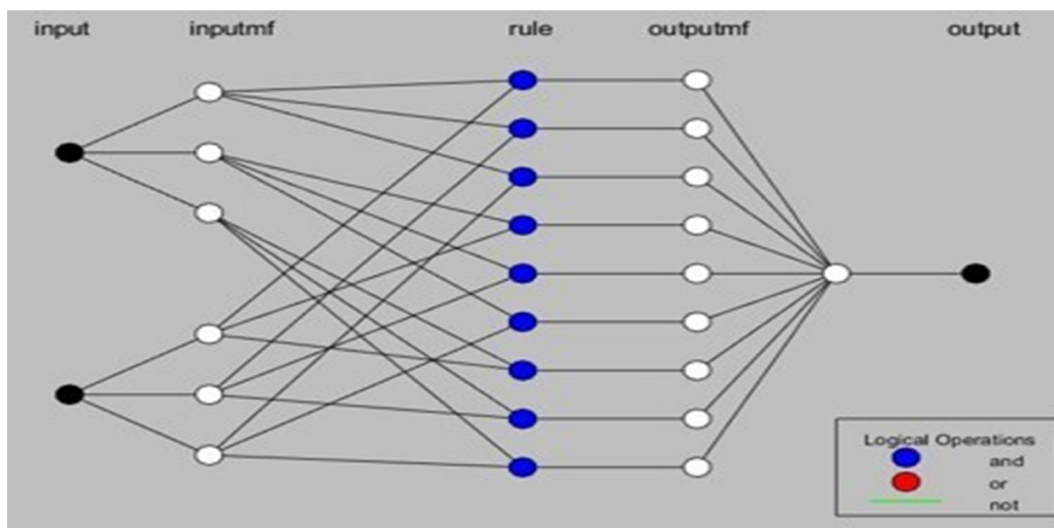 input inputmf rule outputmf output
Logical Operations
and
or
not